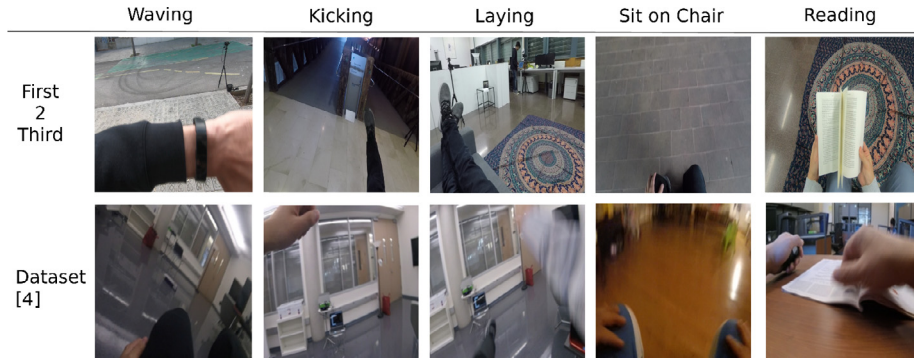 Waving Kicking Laying Sit on Chair Reading
First
2
Third
Dataset
[4]